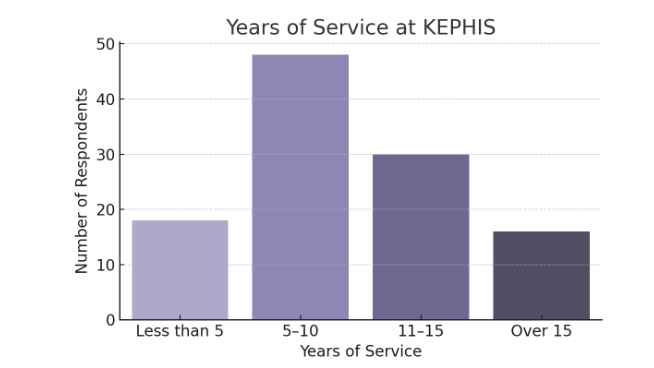 Years of Service at KEPHIS
Number of Respondents
50
40
30
20
10
0
Less than 5
5–10
11–15
Over 15
Years of Service